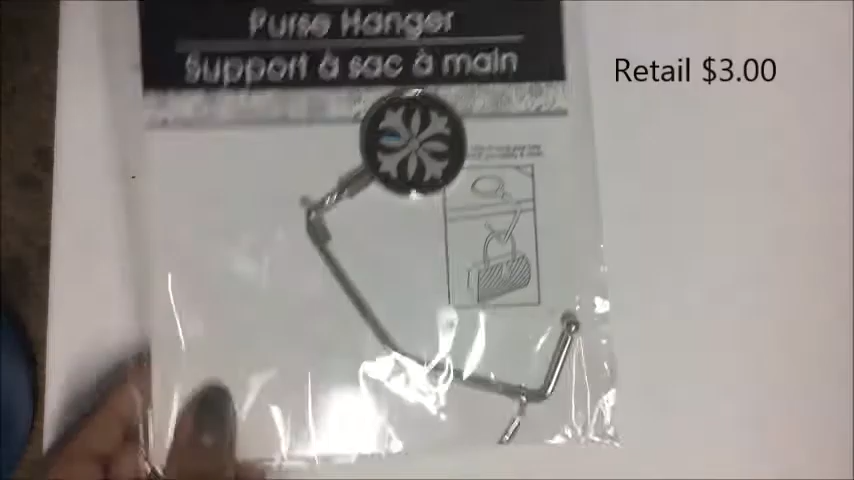 Purse Hanger
Support à sac à main
Retail $3.00